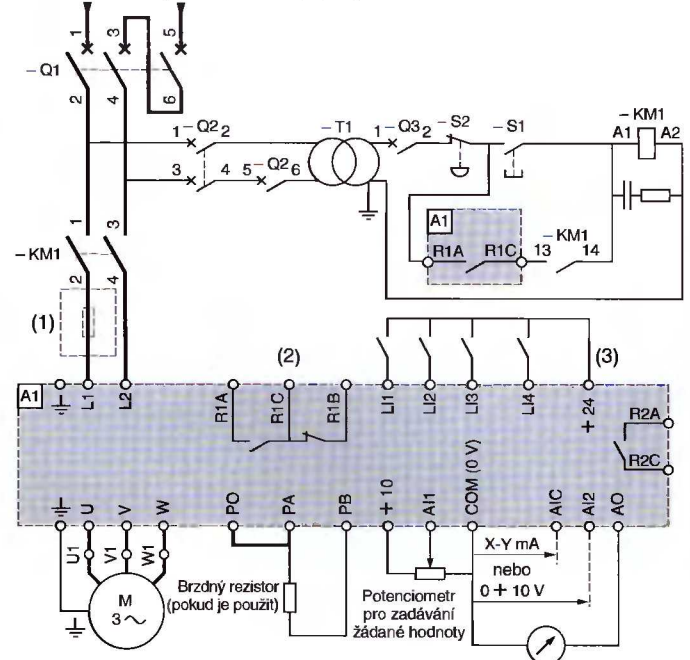 1
3
5
– Q1
2
4
6
1 – Q2 2
– T1
1 – Q3 2
– S2
– S1
– KM1
A1 A2
3 4 5 – Q2 6
A1
R1A R1C
13 – KM1 14
1
3
– KM1
2
4
(1)
(2)
(3)
A1
L1
L2
R1A
R1C
R1B
LI1
LI2
LI3
LI4
+ 24
R2A
R2C
U
V
W
PO
PA
PB
+ 10
AI1
COM (0 V)
AIC
AI2
AO
U1
V1
W1
M
3 ~
Brzdný rezistor
(pokud je použit)
Potenciometr
pro zadávání
žádané hodnoty
X-Y mA
nebo
0 + 10 V